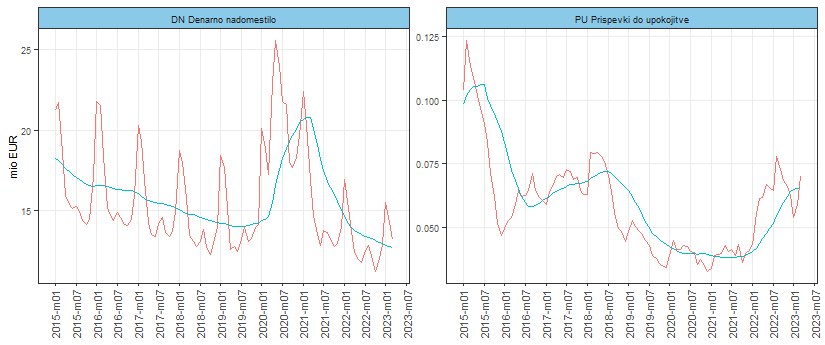 DN Denarno nadomestilo
PU Prispevki do upokojitve
mio EUR
25
20
15
0.125
0.100
0.075
0.050
2015-m01
2015-m07
2016-m01
2016-m07
2017-m01
2017-m07
2018-m01
2018-m07
2019-m01
2019-m07
2020-m01
2020-m07
2021-m01
2021-m07
2022-m01
2022-m07
2023-m01
2023-m07
2015-m01
2015-m07
2016-m01
2016-m07
2017-m01
2017-m07
2018-m01
2018-m07
2019-m01
2019-m07
2020-m01
2020-m07
2021-m01
2021-m07
2022-m01
2022-m07
2023-m01
2023-m07